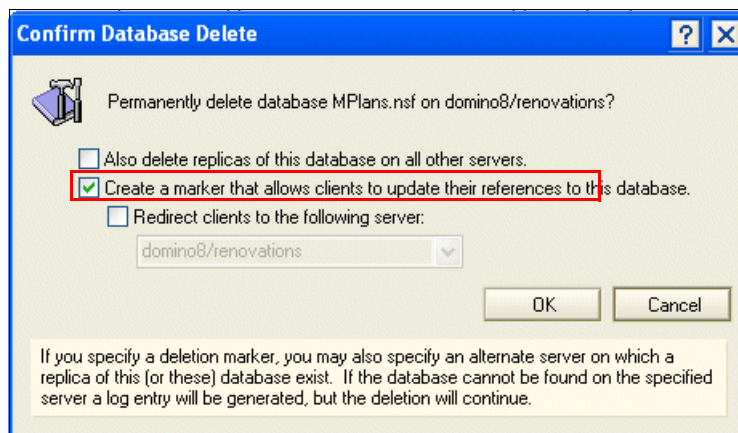 Confirm Database Delete
Permanently delete database MPlans.nsf on domino8/renovations?
Also delete replicas of this database on all other servers.
Create a marker that allows clients to update their references to this database.
Redirect clients to the following server:
domino8/renovations
OK Cancel
If you specify a deletion marker, you may also specify an alternate server on which a
replica of this (or these) database exist. If the database cannot be found on the specified
server a log entry will be generated, but the deletion will continue.